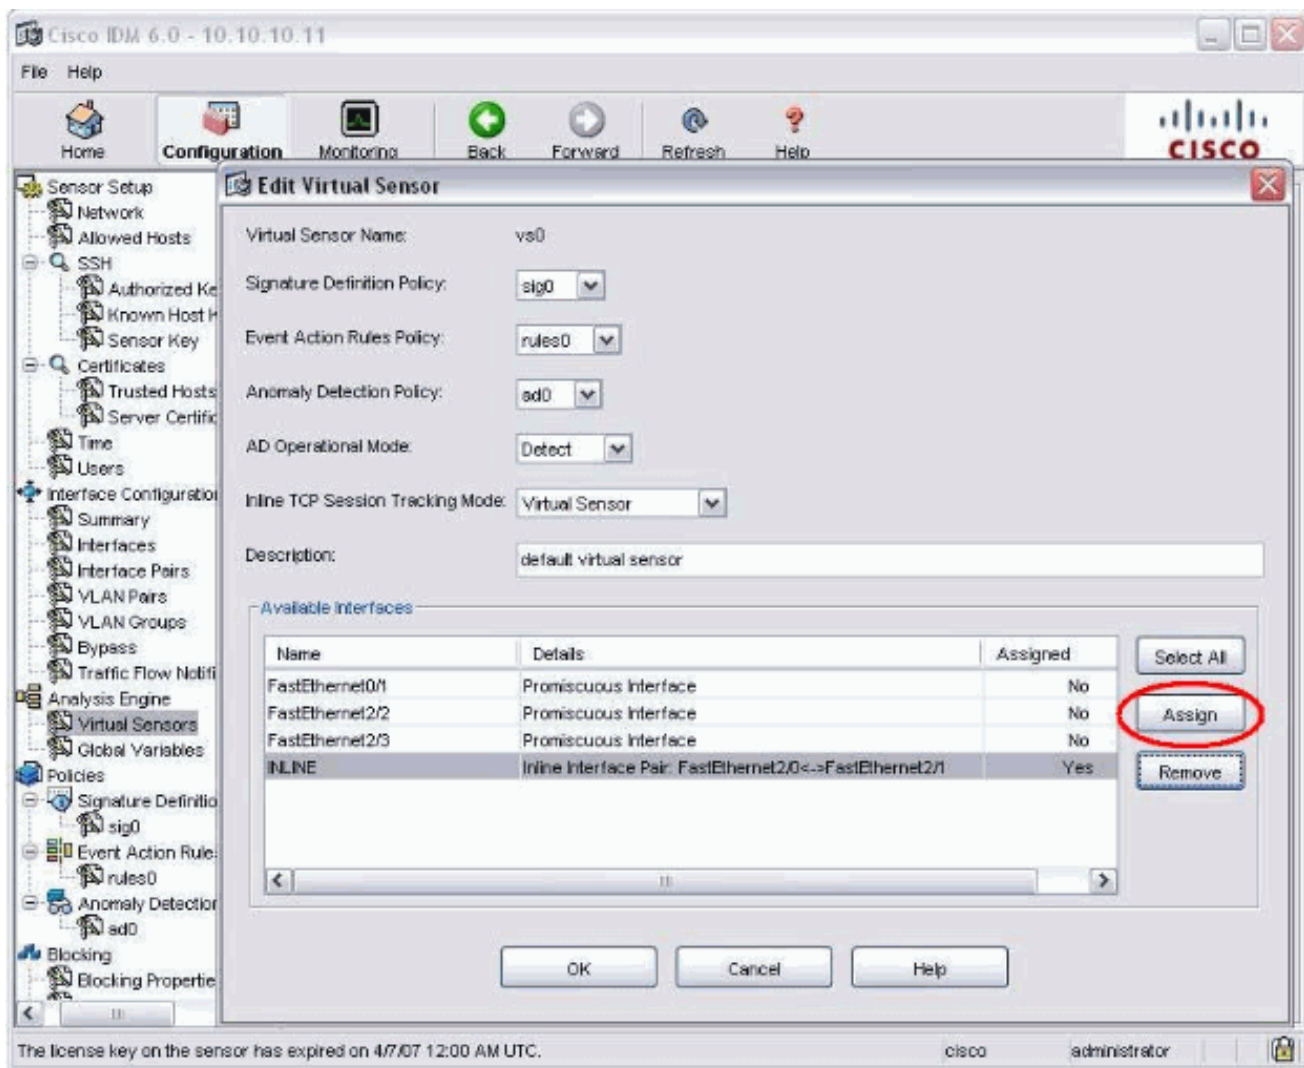 Cisco IDM 6.0 - 10.10.10.11
File Help
Home Configuration Monitoring Back Forward Refresh Help
CISCO
Sensor Setup
Network
Allowed Hosts
SSH
Authorized Ke
Known Host H
Sensor Key
Certificates
Trusted Hosts
Server Certific
Time
Users
Interface Configuration
Summary
Interfaces
Interface Pairs
VLAN Pairs
VLAN Groups
Bypass
Traffic Flow Notifi
Analysis Engine
Virtual Sensors
Global Variables
Policies
Signature Definitio
sig0
Event Action Rule
rules0
Anomaly Detection
ad0
Blocking
Blocking Propertie
Edit Virtual Sensor
Virtual Sensor Name: vs0
Signature Definition Policy: sig0
Event Action Rules Policy: rules0
Anomaly Detection Policy: ad0
AD Operational Mode: Detect
Inline TCP Session Tracking Mode: Virtual Sensor
Description: default virtual sensor
Available Interfaces
Name Details Assigned
FastEthernet0/1 Promiscuous Interface No
FastEthernet2/2 Promiscuous Interface No
FastEthernet2/3 Promiscuous Interface No
INLINE Inline Interface Pair: FastEthernet2/0<->FastEthernet2/1 Yes
Select All
Assign
Remove
OK Cancel Help
The license key on the sensor has expired on 4/7/07 12:00 AM UTC. cisco administrator